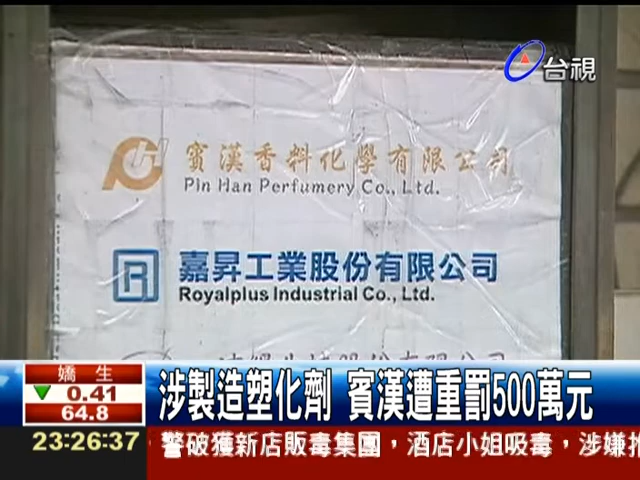 台視
賓漢香料化學有限公司
Pin Han Perfumery Co., Ltd.
嘉昇工業股份有限公司
Royalplus Industrial Co., Ltd.
嬌生
▼ 0.41
64.8
涉製造塑化劑 賓漢遭重罰500萬元
23:26:37
警破獲新店販毒集團，酒店小姐吸毒，涉嫌推